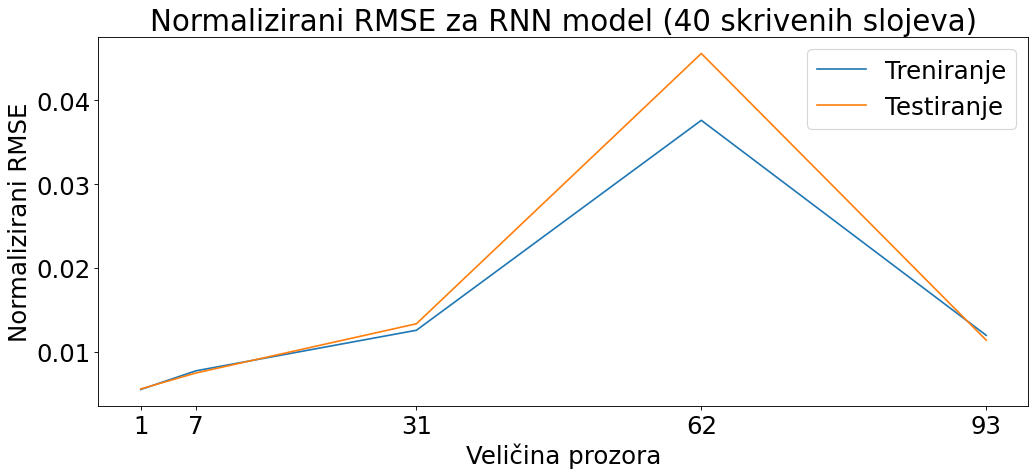 Normalizirani RMSE za RNN model (40 skrivenih slojeva)
Treniranje
Testiranje
Normalizirani RMSE
0.04
0.03
0.02
0.01
1 7 31 62 93
Veličina prozora